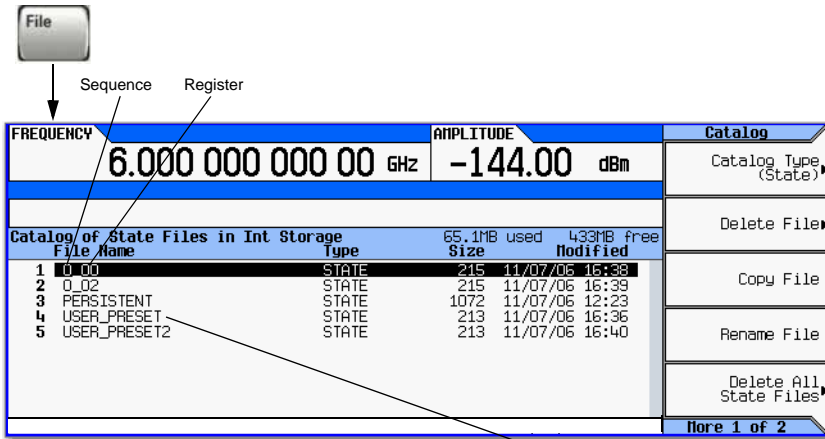 File
Sequence Register
FREQUENCY AMPLITUDE Catalog
6.000 000 000 00 GHz -144.00 dBm
Catalog Type
(State)
Delete File
Catalog of State Files in Int Storage 65.1MB used 433MB free
File Name Type Size Modified
1 0_00 STATE 215 11/07/06 16:38
2 0_02 STATE 215 11/07/06 16:39
3 PERSISTENT STATE 1072 11/07/06 12:23
4 USER_PRESET STATE 213 11/07/06 16:36
5 USER_PRESET2 STATE 213 11/07/06 16:40
Copy File
Rename File
Delete All
State Files
More 1 of 2